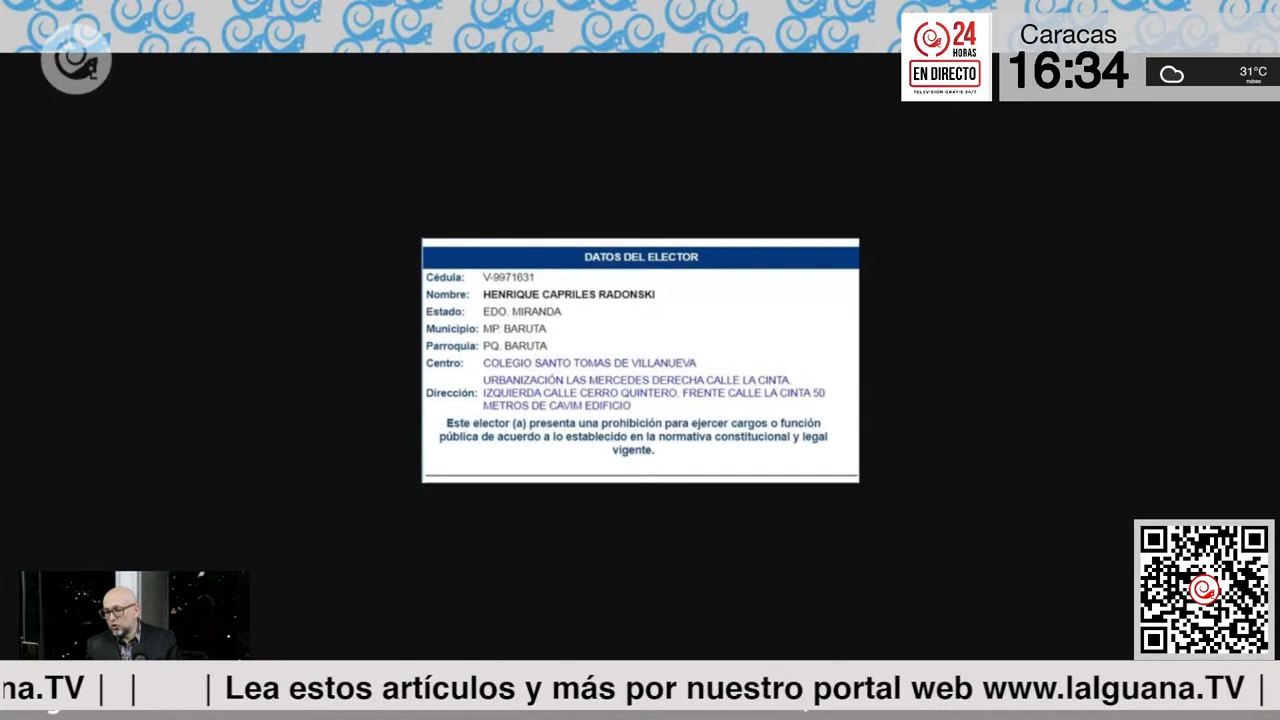 24
HORAS
EN DIRECTO
TELEVISIÓN GRATIS 24/7
Caracas
16:34
31°C
nubes
DATOS DEL ELECTOR
Cédula: V-9971631
Nombre: HENRIQUE CAPRILES RADONSKI
Estado: EDO. MIRANDA
Municipio: MP. BARUTA
Parroquia: PQ. BARUTA
Centro: COLEGIO SANTO TOMAS DE VILLANUEVA
Dirección: URBANIZACIÓN LAS MERCEDES DERECHA CALLE LA CINTA.
IZQUIERDA CALLE CERRO QUINTERO. FRENTE CALLE LA CINTA 50
METROS DE CAVIM EDIFICIO
Este elector (a) presenta una prohibición para ejercer cargos o función
pública de acuerdo a lo establecido en la normativa constitucional y legal
vigente.
na.TV | | | Lea estos artículos y más por nuestro portal web www.laIguana.TV |